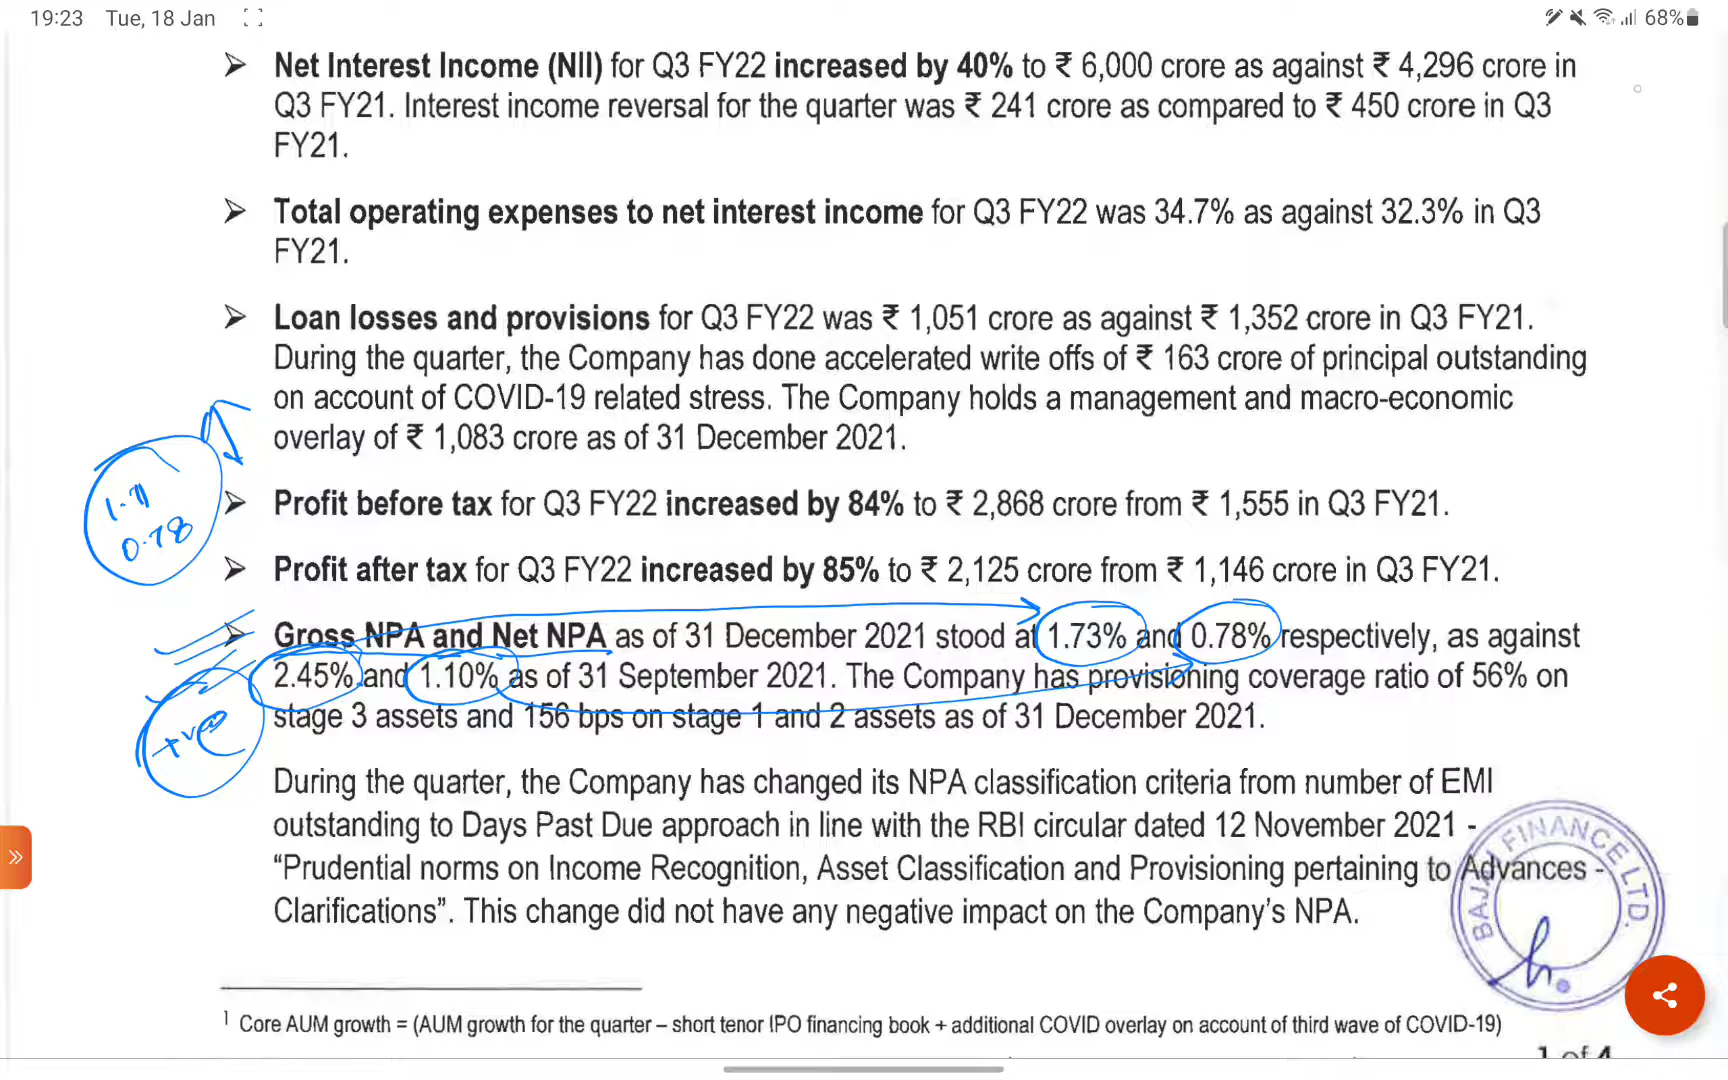 19:23 Tue, 18 Jan
68%
➢ Net Interest Income (NII) for Q3 FY22 increased by 40% to ₹ 6,000 crore as against ₹ 4,296 crore in
Q3 FY21. Interest income reversal for the quarter was ₹ 241 crore as compared to ₹ 450 crore in Q3
FY21.
➢ Total operating expenses to net interest income for Q3 FY22 was 34.7% as against 32.3% in Q3
FY21.
➢ Loan losses and provisions for Q3 FY22 was ₹ 1,051 crore as against ₹ 1,352 crore in Q3 FY21.
During the quarter, the Company has done accelerated write offs of ₹ 163 crore of principal outstanding
on account of COVID-19 related stress. The Company holds a management and macro-economic
overlay of ₹ 1,083 crore as of 31 December 2021.
➢ Profit before tax for Q3 FY22 increased by 84% to ₹ 2,868 crore from ₹ 1,555 in Q3 FY21.
0.78
➢ Profit after tax for Q3 FY22 increased by 85% to ₹ 2,125 crore from ₹ 1,146 crore in Q3 FY21.
➢ Gross NPA and Net NPA as of 31 December 2021 stood at 1.73% and 0.78% respectively, as against
2.45% and 1.10% as of 31 September 2021. The Company has provisioning coverage ratio of 56% on
stage 3 assets and 156 bps on stage 1 and 2 assets as of 31 December 2021.
+ve
During the quarter, the Company has changed its NPA classification criteria from number of EMI
outstanding to Days Past Due approach in line with the RBI circular dated 12 November 2021 -
“Prudential norms on Income Recognition, Asset Classification and Provisioning pertaining to Advances -
Clarifications”. This change did not have any negative impact on the Company's NPA.
BAJAJ FINANCE LTD.
1 Core AUM growth = (AUM growth for the quarter – short tenor IPO financing book + additional COVID overlay on account of third wave of COVID-19)
1 of 4